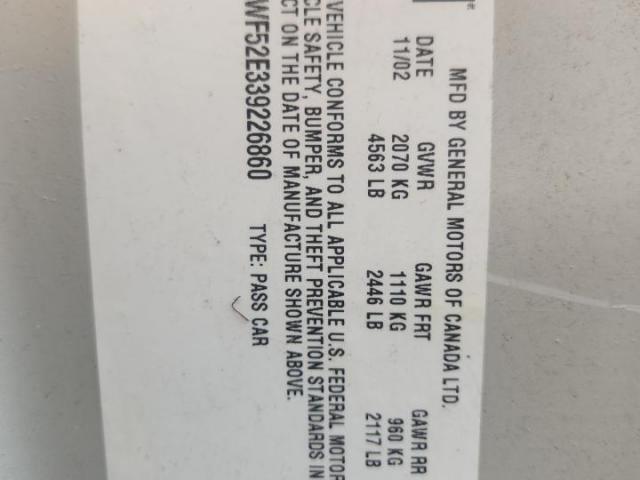 MFD BY GENERAL MOTORS OF CANADA LTD.
DATE GVWR GAWR FRT GAWR RR
11/02 2070 KG 1110 KG 960 KG
4563 LB 2446 LB 2117 LB
VEHICLE CONFORMS TO ALL APPLICABLE U.S. FEDERAL MOTOR
CLE SAFETY, BUMPER, AND THEFT PREVENTION STANDARDS IN
CT ON THE DATE OF MANUFACTURE SHOWN ABOVE.
WF52E339226860 TYPE: PASS CAR